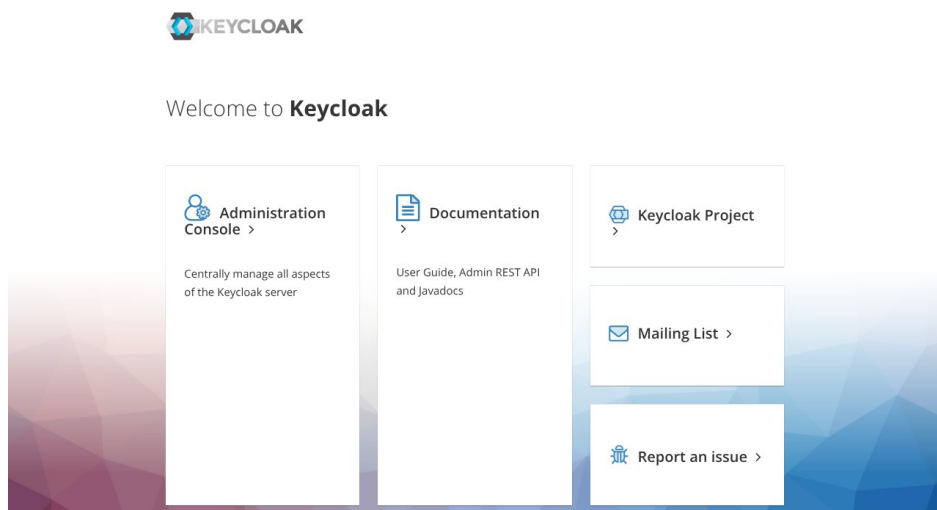 KEYCLOAK
Welcome to Keycloak
Administration
Console >
Centrally manage all aspects
of the Keycloak server
Documentation
>
User Guide, Admin REST API
and Javadocs
Keycloak Project
>
Mailing List >
Report an issue >